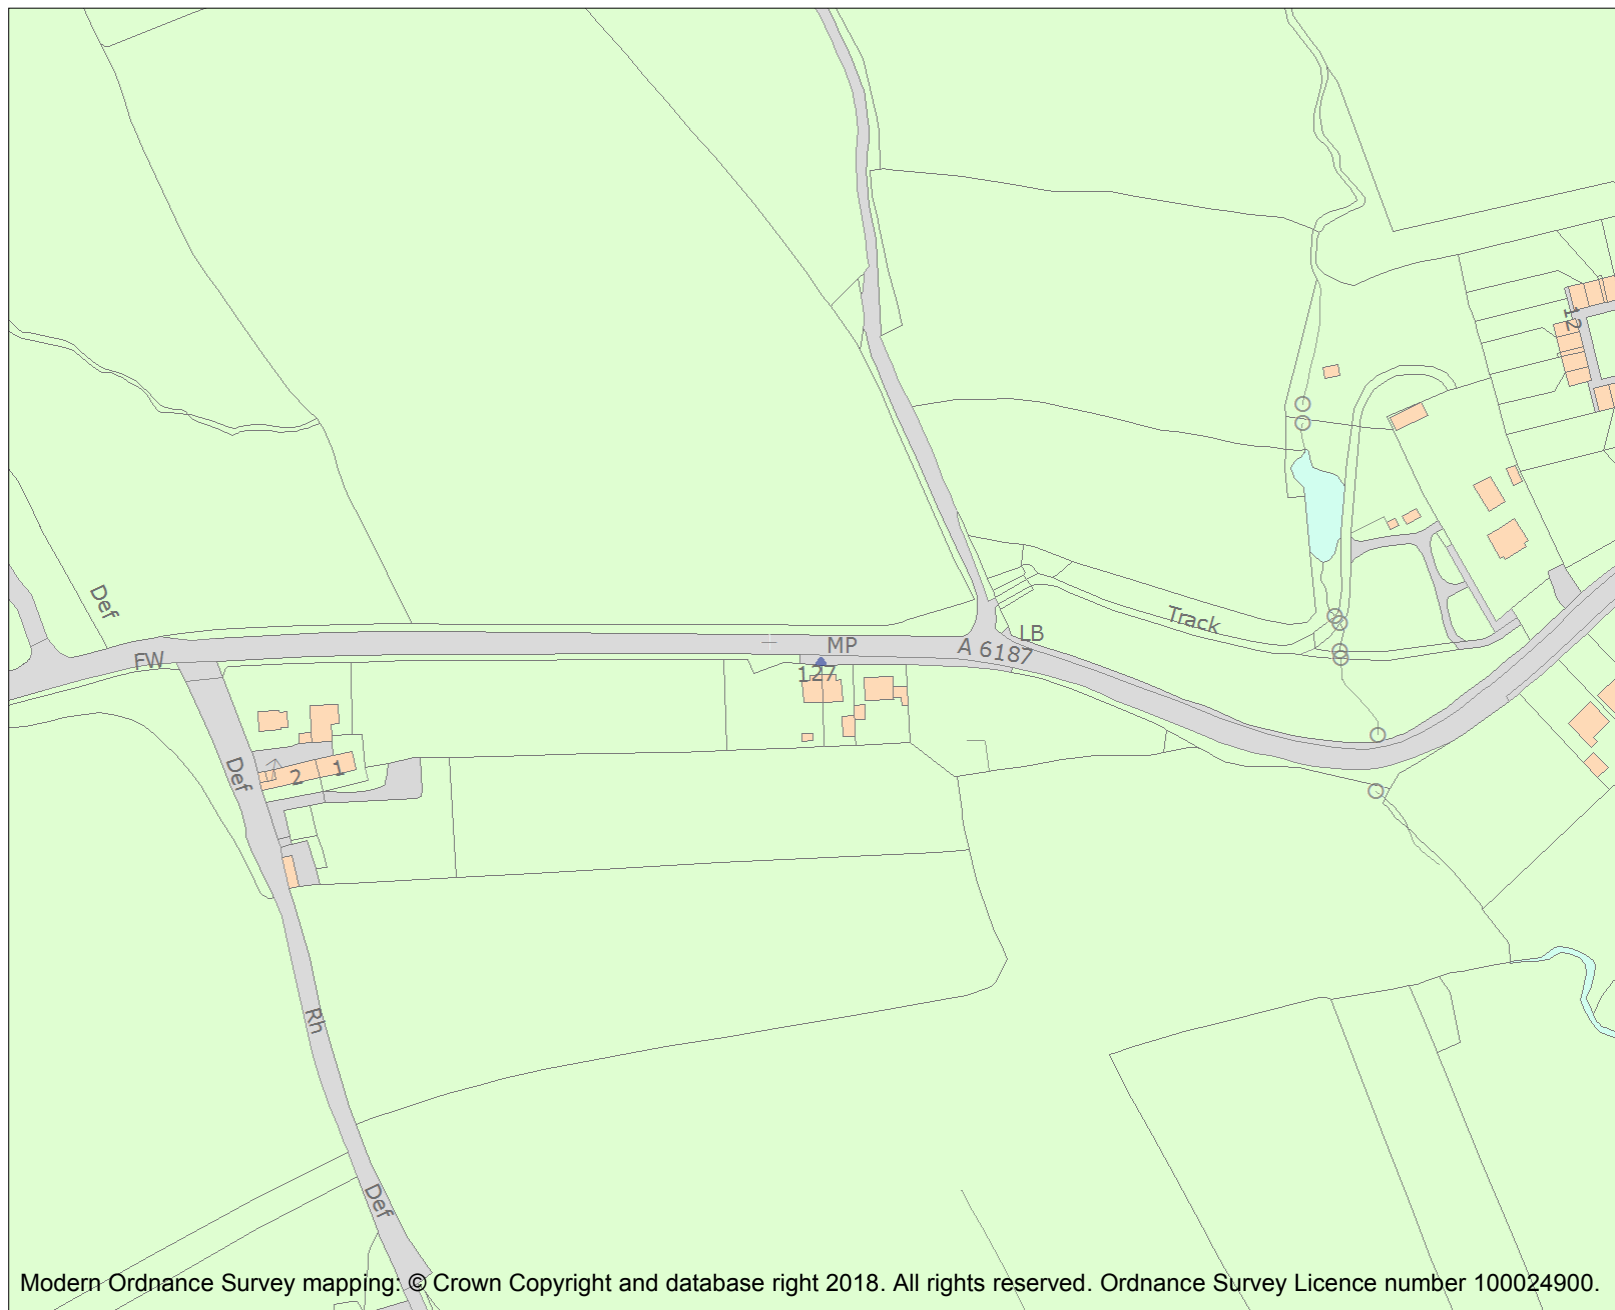 12
Def
Track
LB
MP
A 6187
FW
127
Def
2
1
Rh
Def
Modern Ordnance Survey mapping: © Crown Copyright and database right 2018. All rights reserved. Ordnance Survey Licence number 100024900.